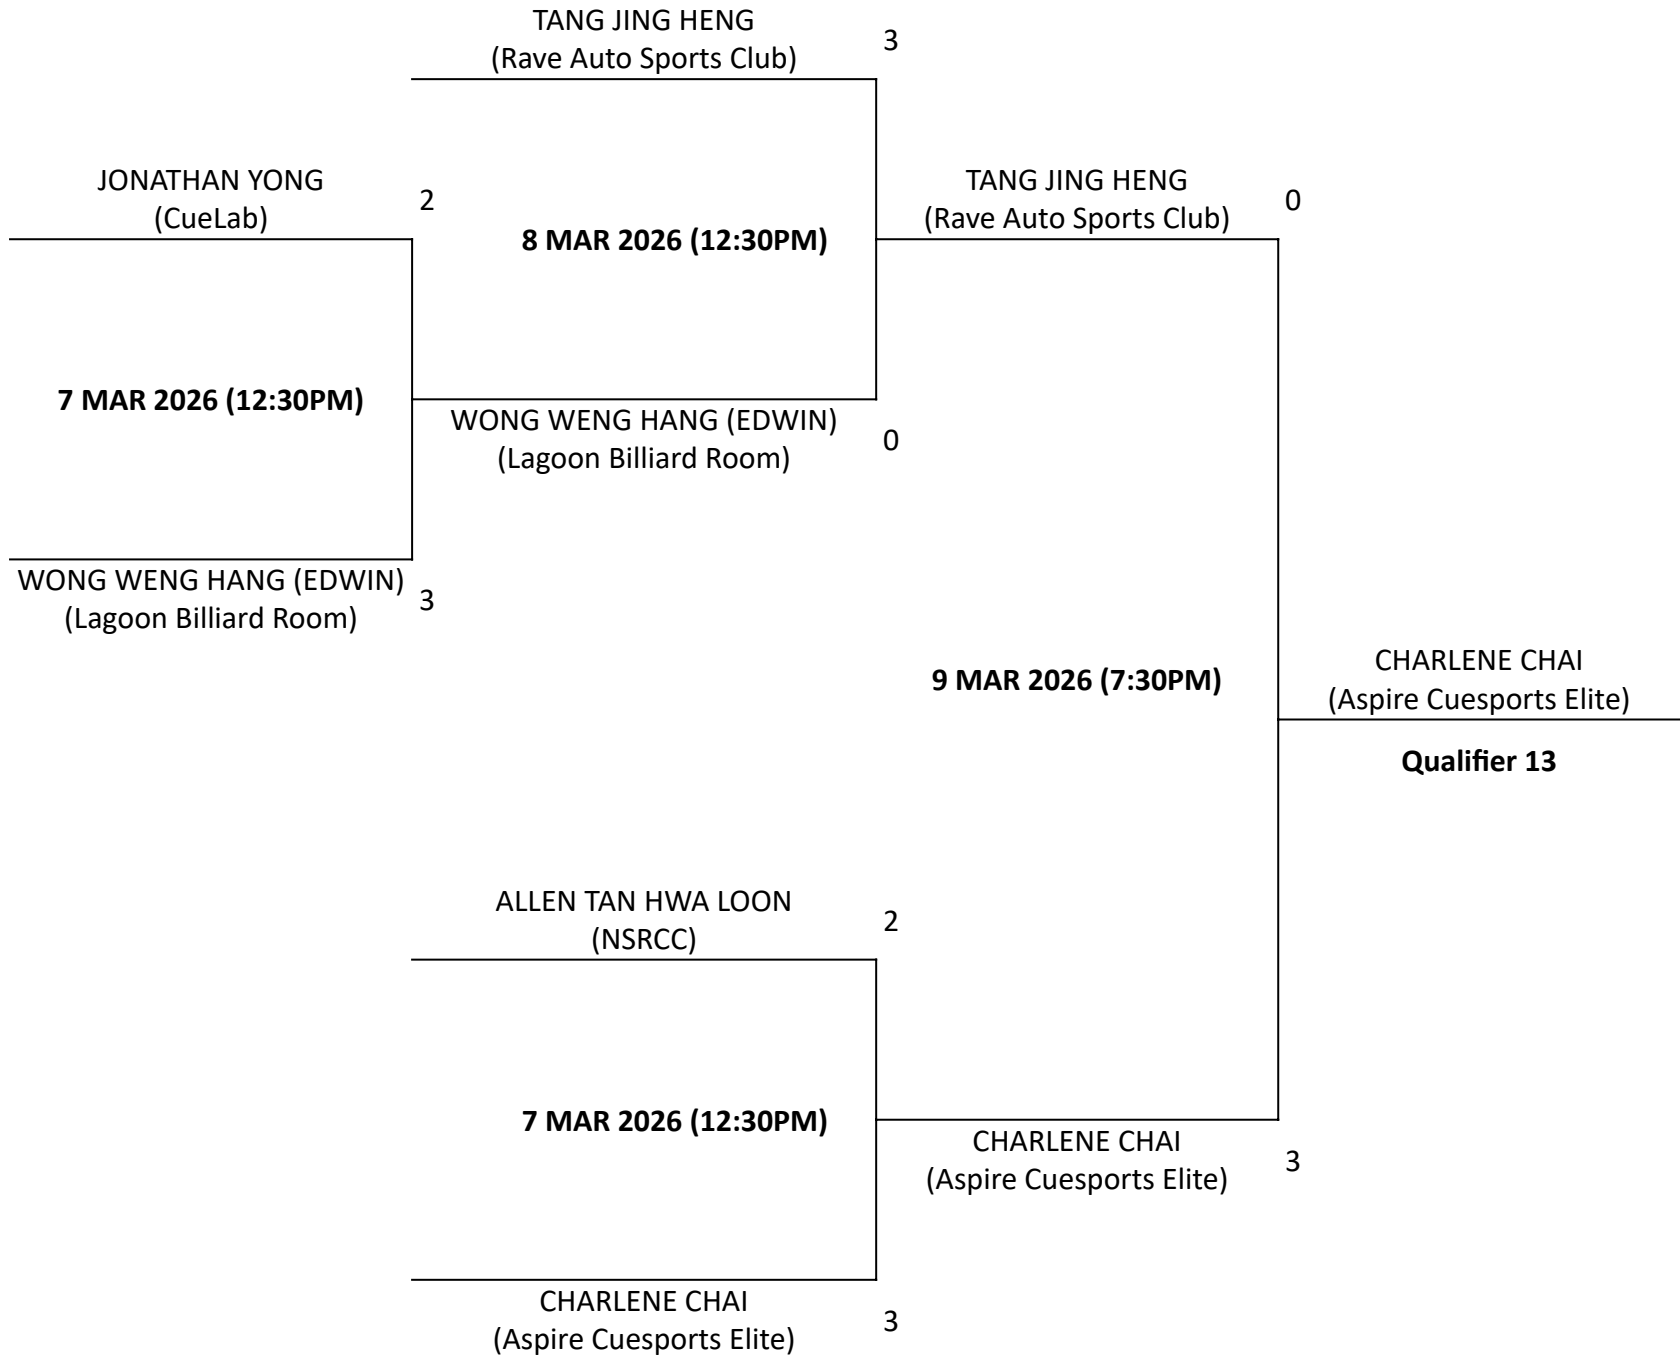 TANG JING HENG
(Rave Auto Sports Club)
3
JONATHAN YONG
(CueLab)
2
8 MAR 2026 (12:30PM)
TANG JING HENG
(Rave Auto Sports Club)
0
7 MAR 2026 (12:30PM)
WONG WENG HANG (EDWIN)
(Lagoon Billiard Room)
0
WONG WENG HANG (EDWIN)
(Lagoon Billiard Room)
3
9 MAR 2026 (7:30PM)
CHARLENE CHAI
(Aspire Cuesports Elite)
Qualifier 13
ALLEN TAN HWA LOON
(NSRCC)
2
7 MAR 2026 (12:30PM)
CHARLENE CHAI
(Aspire Cuesports Elite)
3
CHARLENE CHAI
(Aspire Cuesports Elite)
3